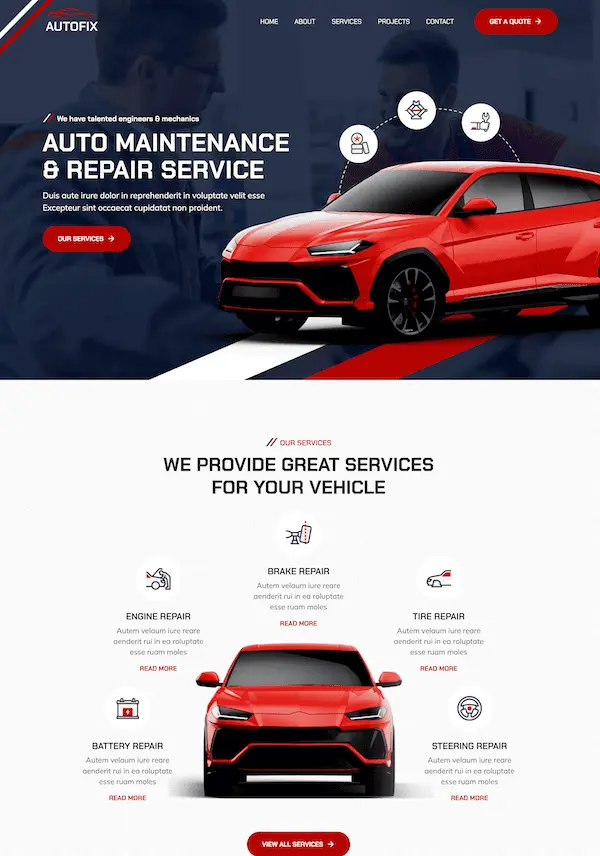 AUTOFIX
HOME ABOUT SERVICES PROJECTS CONTACT GET A QUOTE
We have talented engineers & mechanics
AUTO MAINTENANCE
& REPAIR SERVICE
Duis aute irure dolor in reprehenderit in voluptate velit esse
Excepteur sint occaecat cupidatat non proident.
OUR SERVICES
OUR SERVICES
WE PROVIDE GREAT SERVICES
FOR YOUR VEHICLE
BRAKE REPAIR
Autem velaum iure reare
aenderit rui in ea roluptate
esse ruam moles
READ MORE
ENGINE REPAIR
Autem velaum iure reare
aenderit rui in ea roluptate
esse ruam moles
READ MORE
TIRE REPAIR
Autem velaum iure reare
aenderit rui in ea roluptate
esse ruam moles
READ MORE
BATTERY REPAIR
Autem velaum iure reare
aenderit rui in ea roluptate
esse ruam moles
READ MORE
STEERING REPAIR
Autem velaum iure reare
aenderit rui in ea roluptate
esse ruam moles
READ MORE
VIEW ALL SERVICES